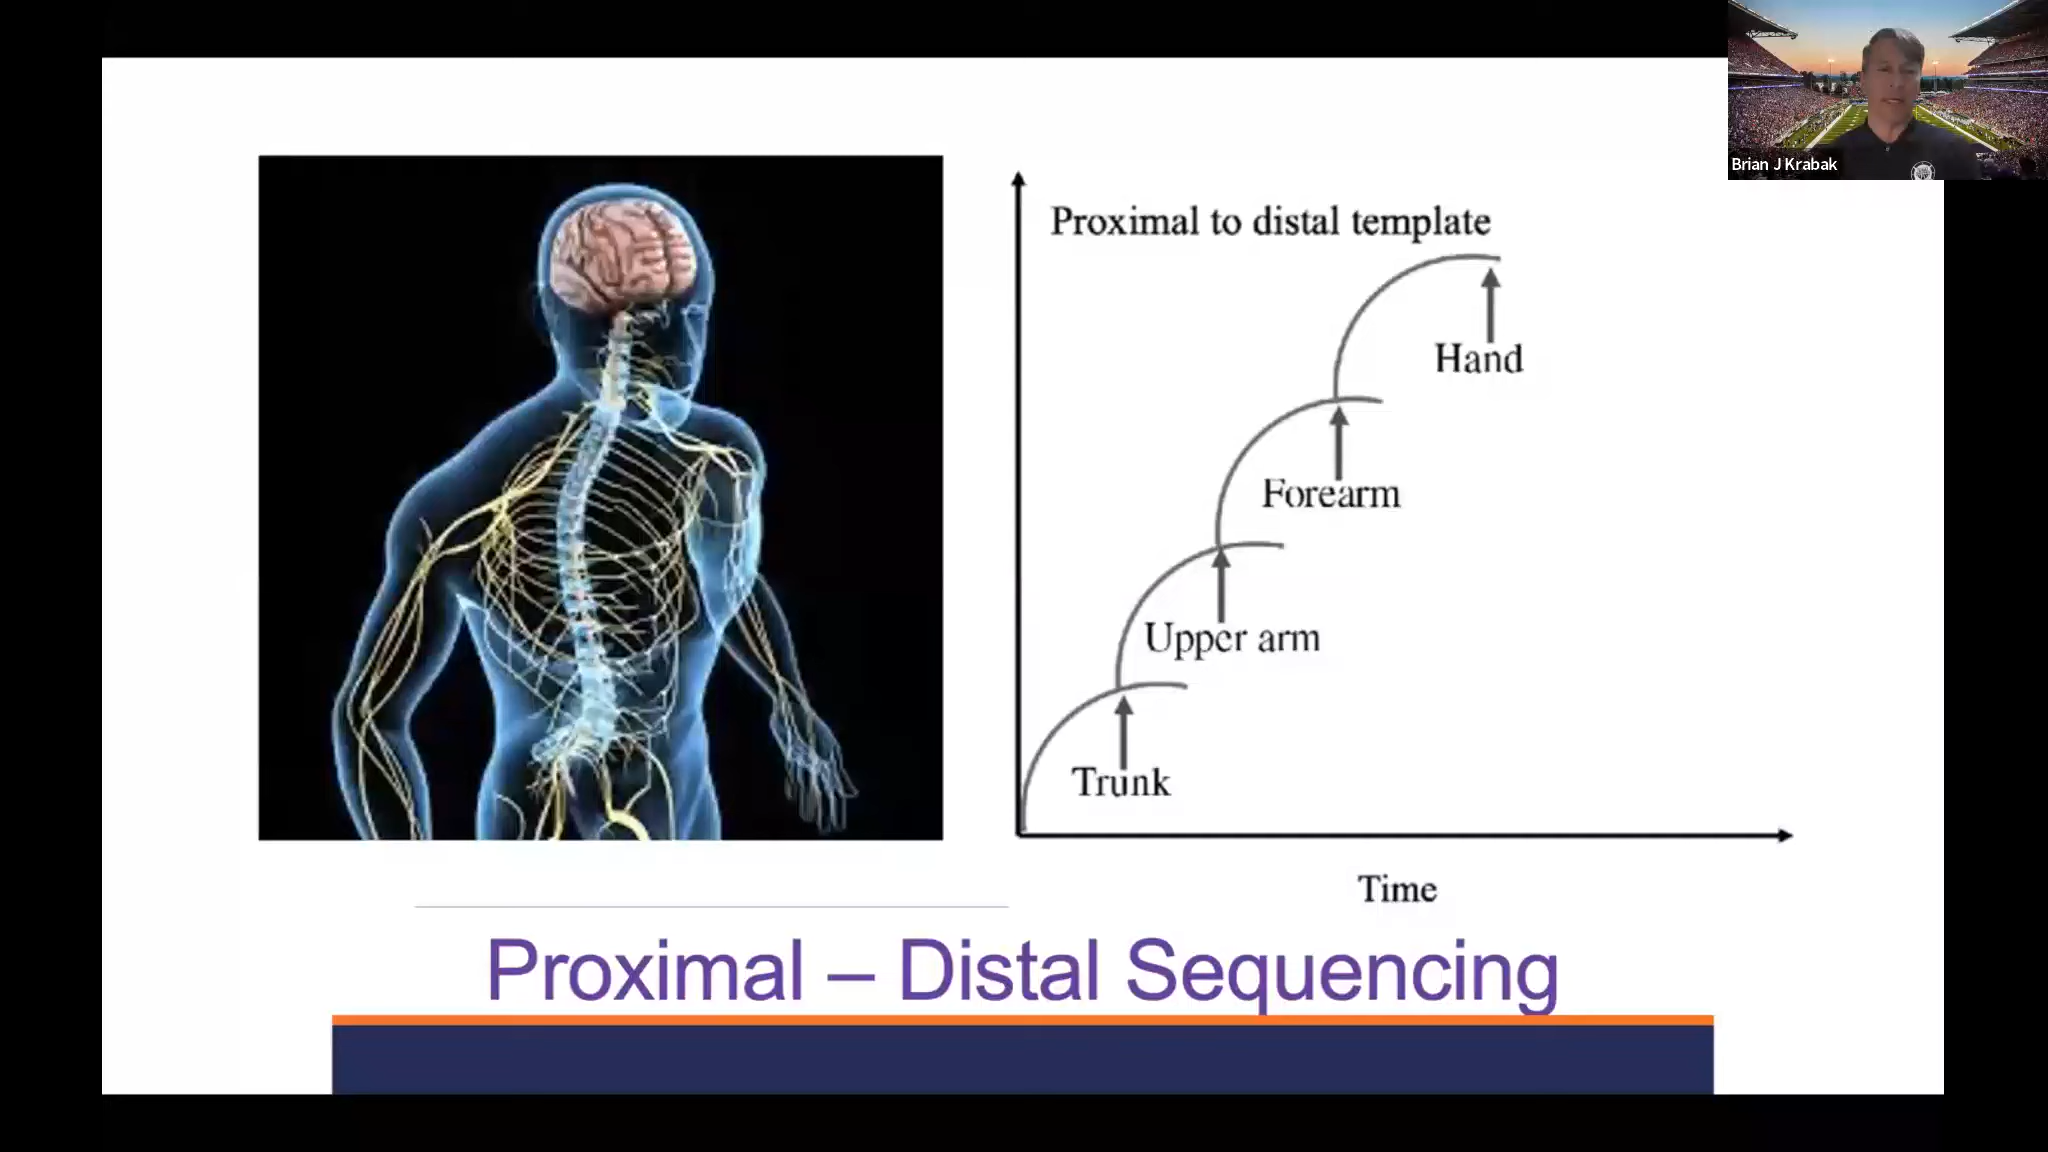 Brian J Krabak
Proximal to distal template
Hand
Forearm
Upper arm
Trunk
Time
Proximal – Distal Sequencing